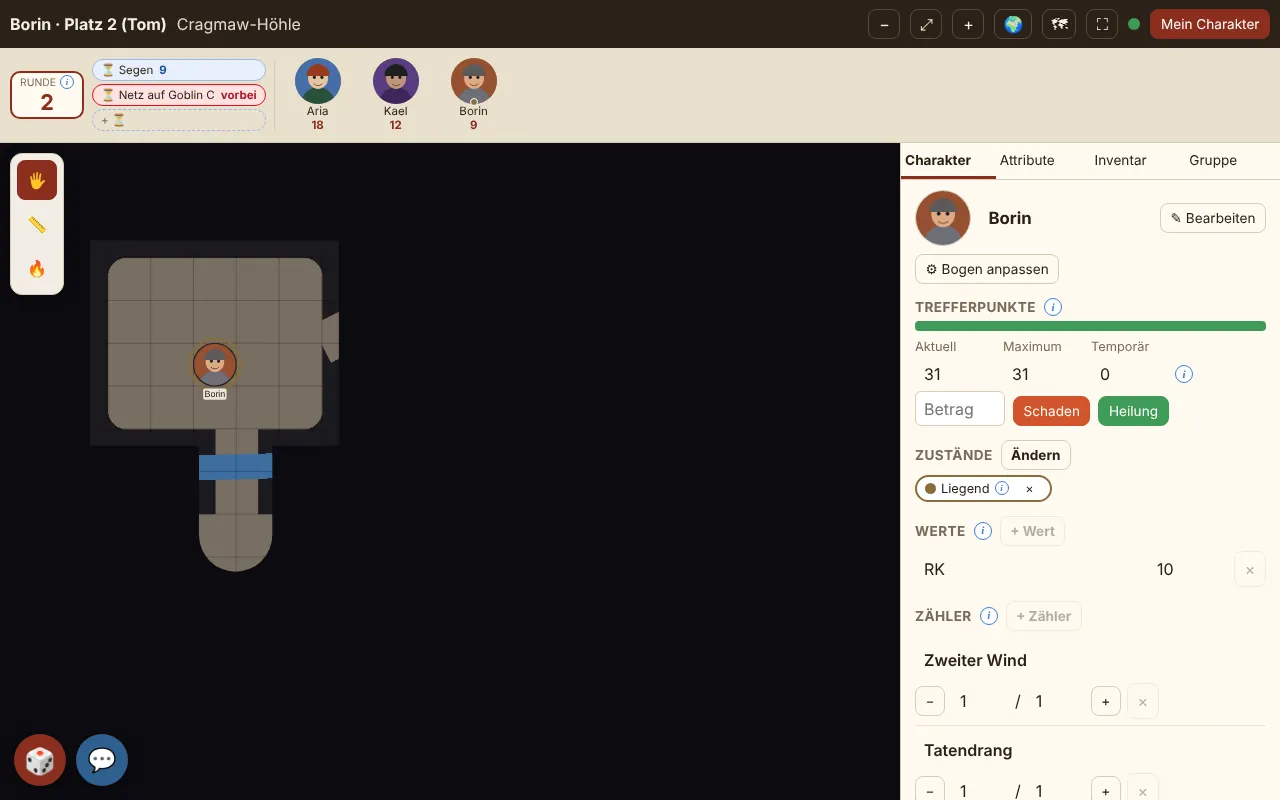 Borin · Platz 2 (Tom) Cragmaw-Höhle
Mein Charakter
RUNDE i
2
Segen 9
Netz auf Goblin C vorbei
+
Aria
18
Kael
12
Borin
9
Borin
Charakter Attribute Inventar Gruppe
Borin
✎ Bearbeiten
⚙ Bogen anpassen
TREFFERPUNKTE i
Aktuell Maximum Temporär
31 31 0 i
Betrag Schaden Heilung
ZUSTÄNDE Ändern
Liegend i ×
WERTE i + Wert
RK 10 ×
ZÄHLER i + Zähler
Zweiter Wind
− 1 / 1 + ×
Tatendrang
− 1 / 1 + ×